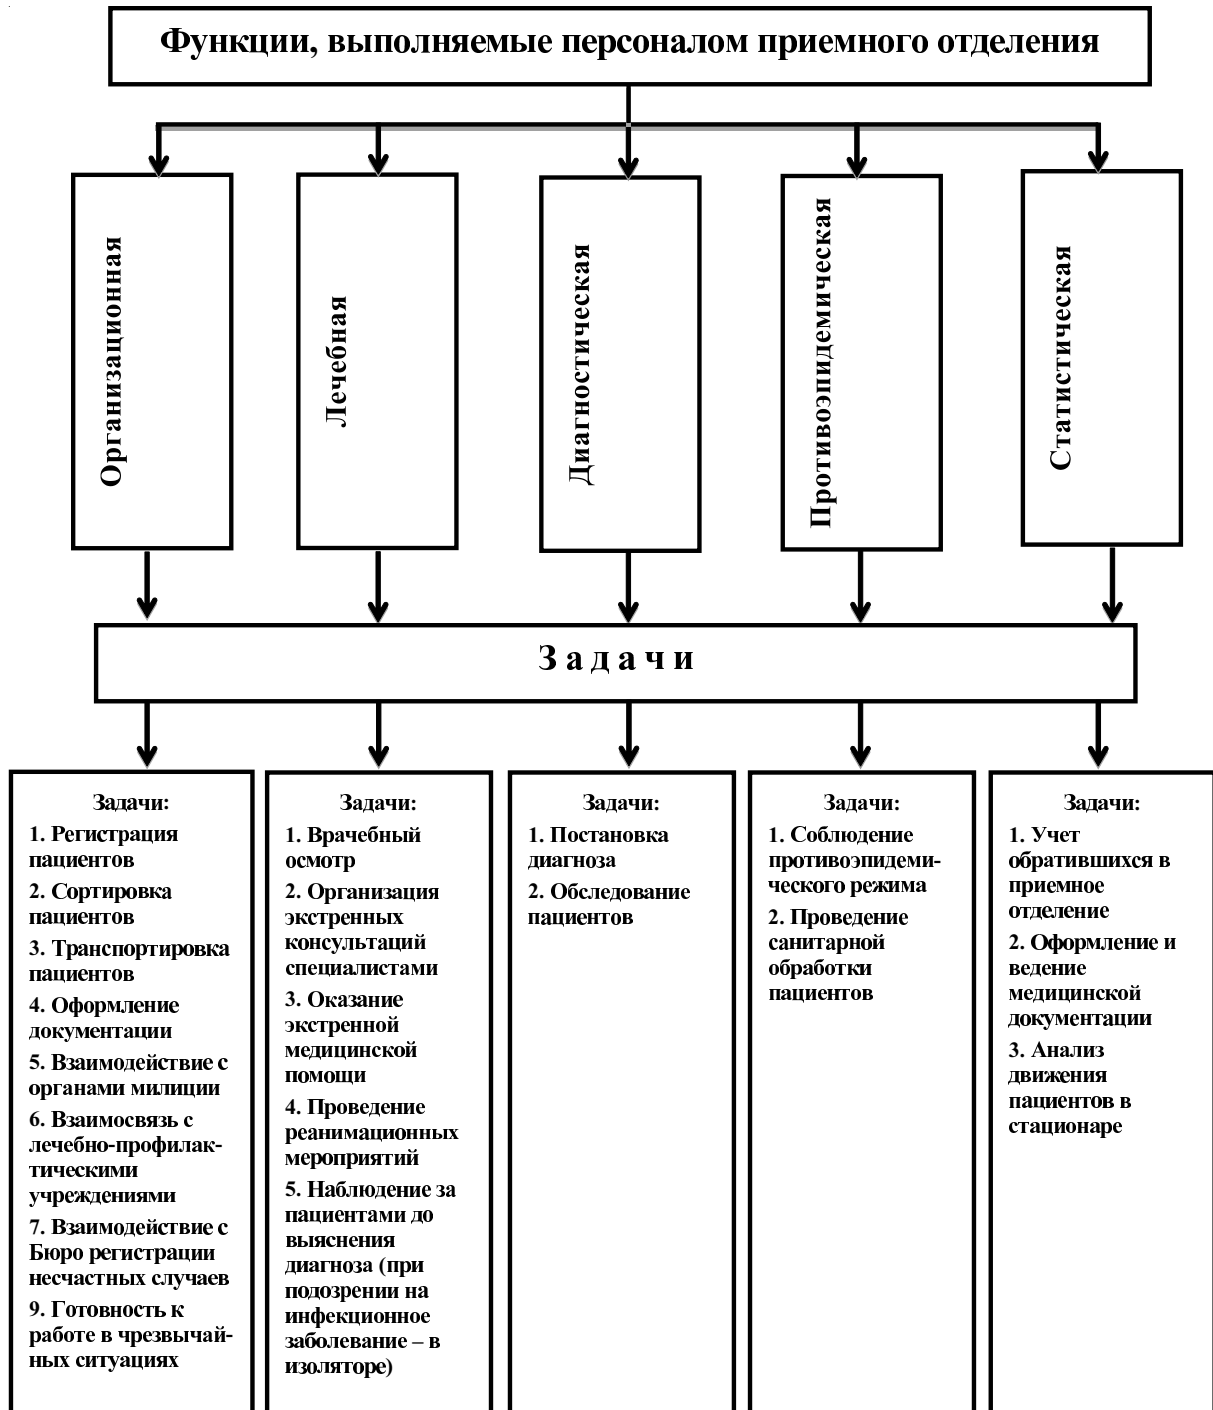 Функции, выполняемые персоналом приемного отделения
Организационная
Лечебная
Диагностическая
Противоэпидемическая
Статистическая
Задачи
Задачи:
1. Регистрация
пациентов
2. Сортировка
пациентов
3. Транспортировка
пациентов
4. Оформление
документации
5. Взаимодействие с
органами милиции
6. Взаимосвязь с
лечебно-профилак-
тическими
учреждениями
7. Взаимодействие с
Бюро регистрации
несчастных случаев
9. Готовность к
работе в чрезвычай-
ных ситуациях
Задачи:
1. Врачебный
осмотр
2. Организация
экстренных
консультаций
специалистами
3. Оказание
экстренной
медицинской
помощи
4. Проведение
реанимационных
мероприятий
5. Наблюдение за
пациентами до
выяснения
диагноза (при
подозрении на
инфекционное
заболевание – в
изоляторе)
Задачи:
1. Постановка
диагноза
2. Обследование
пациентов
Задачи:
1. Соблюдение
противоэпидеми-
ческого режима
2. Проведение
санитарной
обработки
пациентов
Задачи:
1. Учет
обратившихся в
приемное
отделение
2. Оформление и
ведение
медицинской
документации
3. Анализ
движения
пациентов в
стационаре